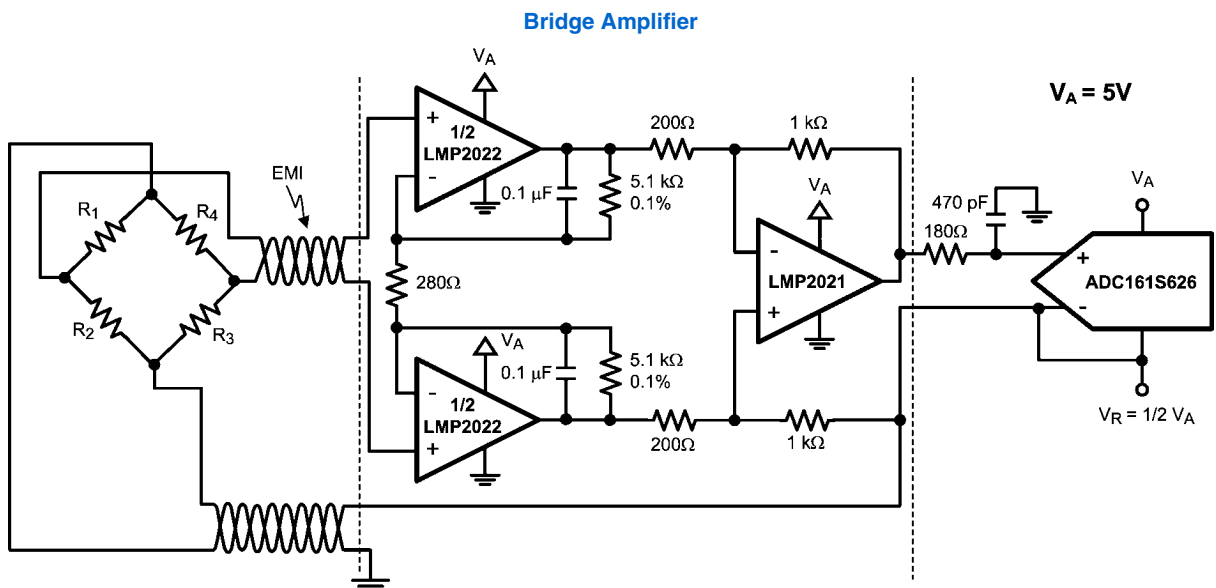 Bridge Amplifier
V_A
V_A = 5V
1/2
LMP2022
+
-
200Ω
1 kΩ
EMI
0.1 µF
5.1 kΩ
0.1%
V_A
V_A
470 pF
180Ω
R1
R4
R2
R3
280Ω
-
+
LMP2021
+
-
ADC161S626
V_A
0.1 µF
5.1 kΩ
0.1%
-
+
1/2
LMP2022
200Ω
1 kΩ
V_R = 1/2 V_A